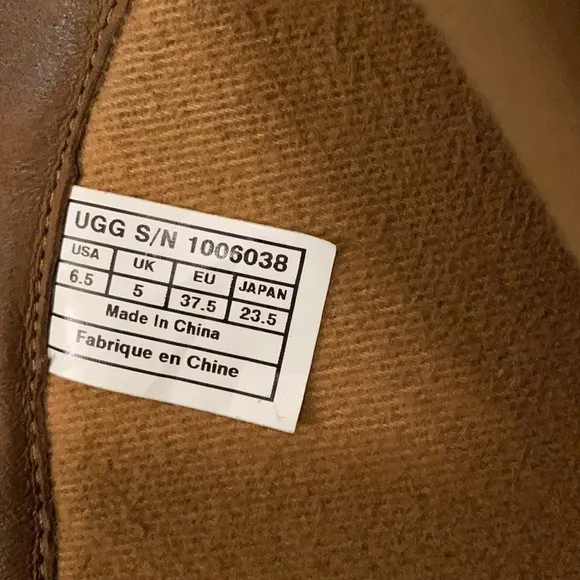 UGG S/N 1006038
USA UK EU JAPAN
6.5 5 37.5 23.5
Made In China
Fabrique en Chine